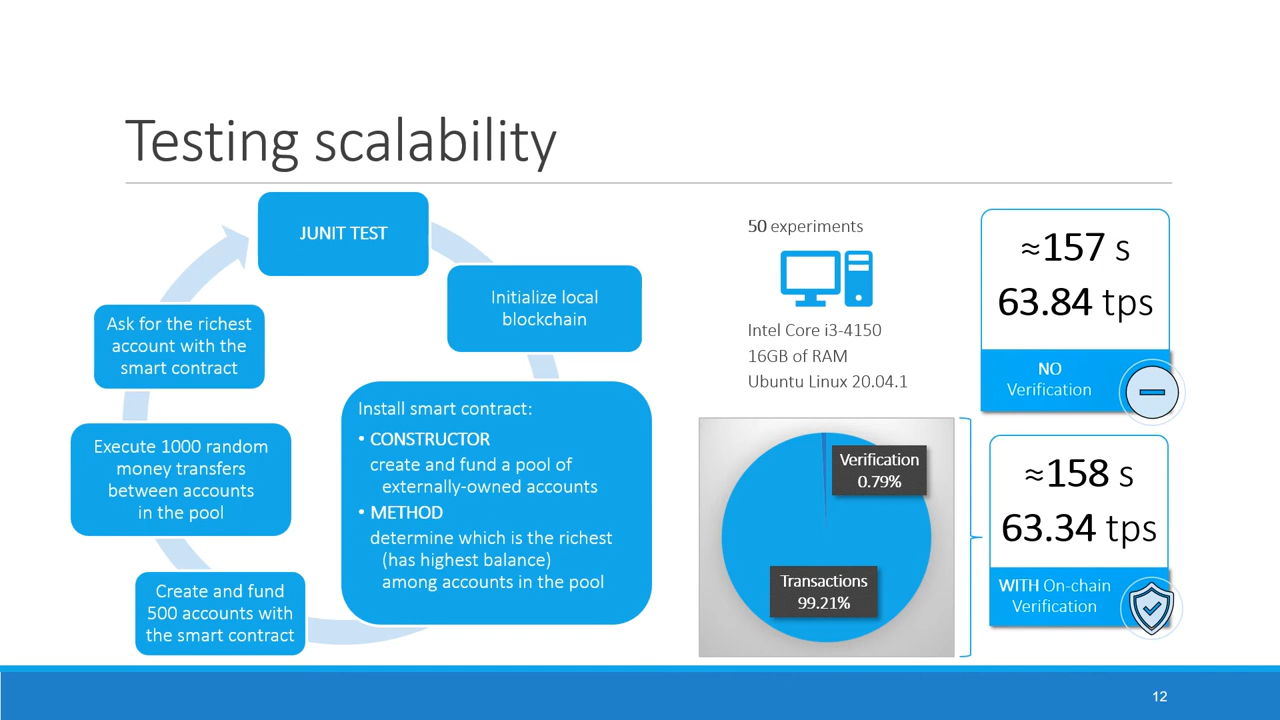 Testing scalability
JUNIT TEST
Initialize local
blockchain
Install smart contract:
• CONSTRUCTOR
create and fund a pool of
externally-owned accounts
• METHOD
determine which is the richest
(has highest balance)
among accounts in the pool
Create and fund
500 accounts with
the smart contract
Execute 1000 random
money transfers
between accounts
in the pool
Ask for the richest
account with the
smart contract
50 experiments
Intel Core i3-4150
16GB of RAM
Ubuntu Linux 20.04.1
≈157 s
63.84 tps
NO
Verification
Verification
0.79%
Transactions
99.21%
≈158 s
63.34 tps
WITH On-chain
Verification
12